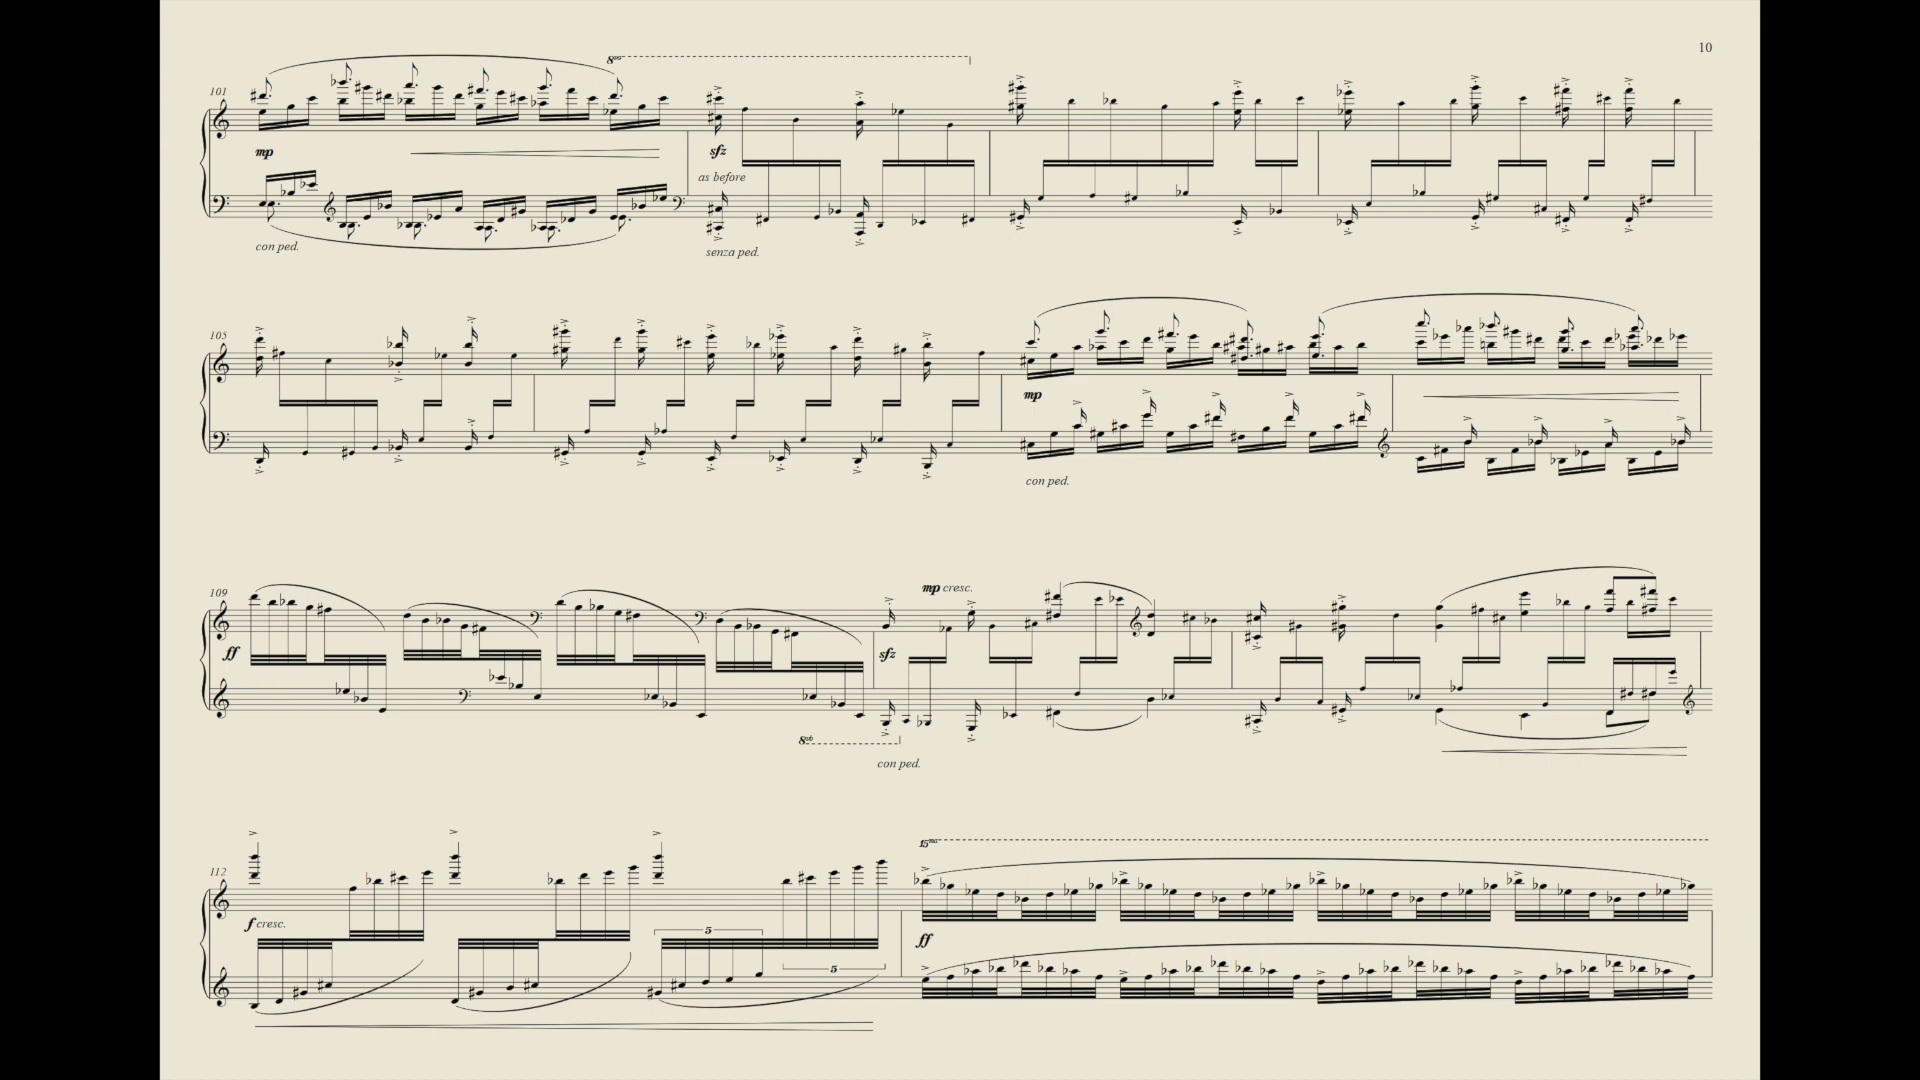 10
8va
101
mp
sfz
as before
con ped.
senza ped.
105
mp
con ped.
109
mp cresc.
ff
sfz
8vb
con ped.
15ma
112
f cresc.
5
ff
5